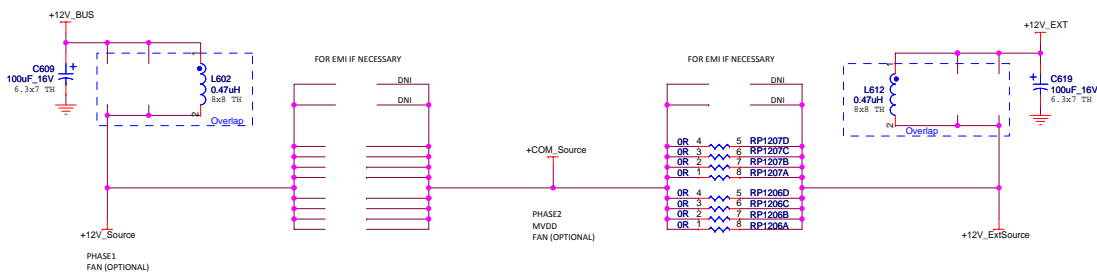 +12V_BUS
C609
100uF_16V
6.3x7 TH
1
L602
0.47uH
8x8 TH
2
Overlap
+12V_Source
PHASE1
FAN (OPTIONAL)
FOR EMI IF NECESSARY
DNI
DNI
+COM_Source
PHASE2
MVDD
FAN (OPTIONAL)
FOR EMI IF NECESSARY
DNI
DNI
0R 4 5 RP1207D
0R 3 6 RP1207C
0R 2 7 RP1207B
0R 1 8 RP1207A
0R 4 5 RP1206D
0R 3 6 RP1206C
0R 2 7 RP1206B
0R 1 8 RP1206A
+12V_EXT
1
L612
0.47uH
8x8 TH
2
Overlap
C619
100uF_16V
6.3x7 TH
+12V_ExtSource